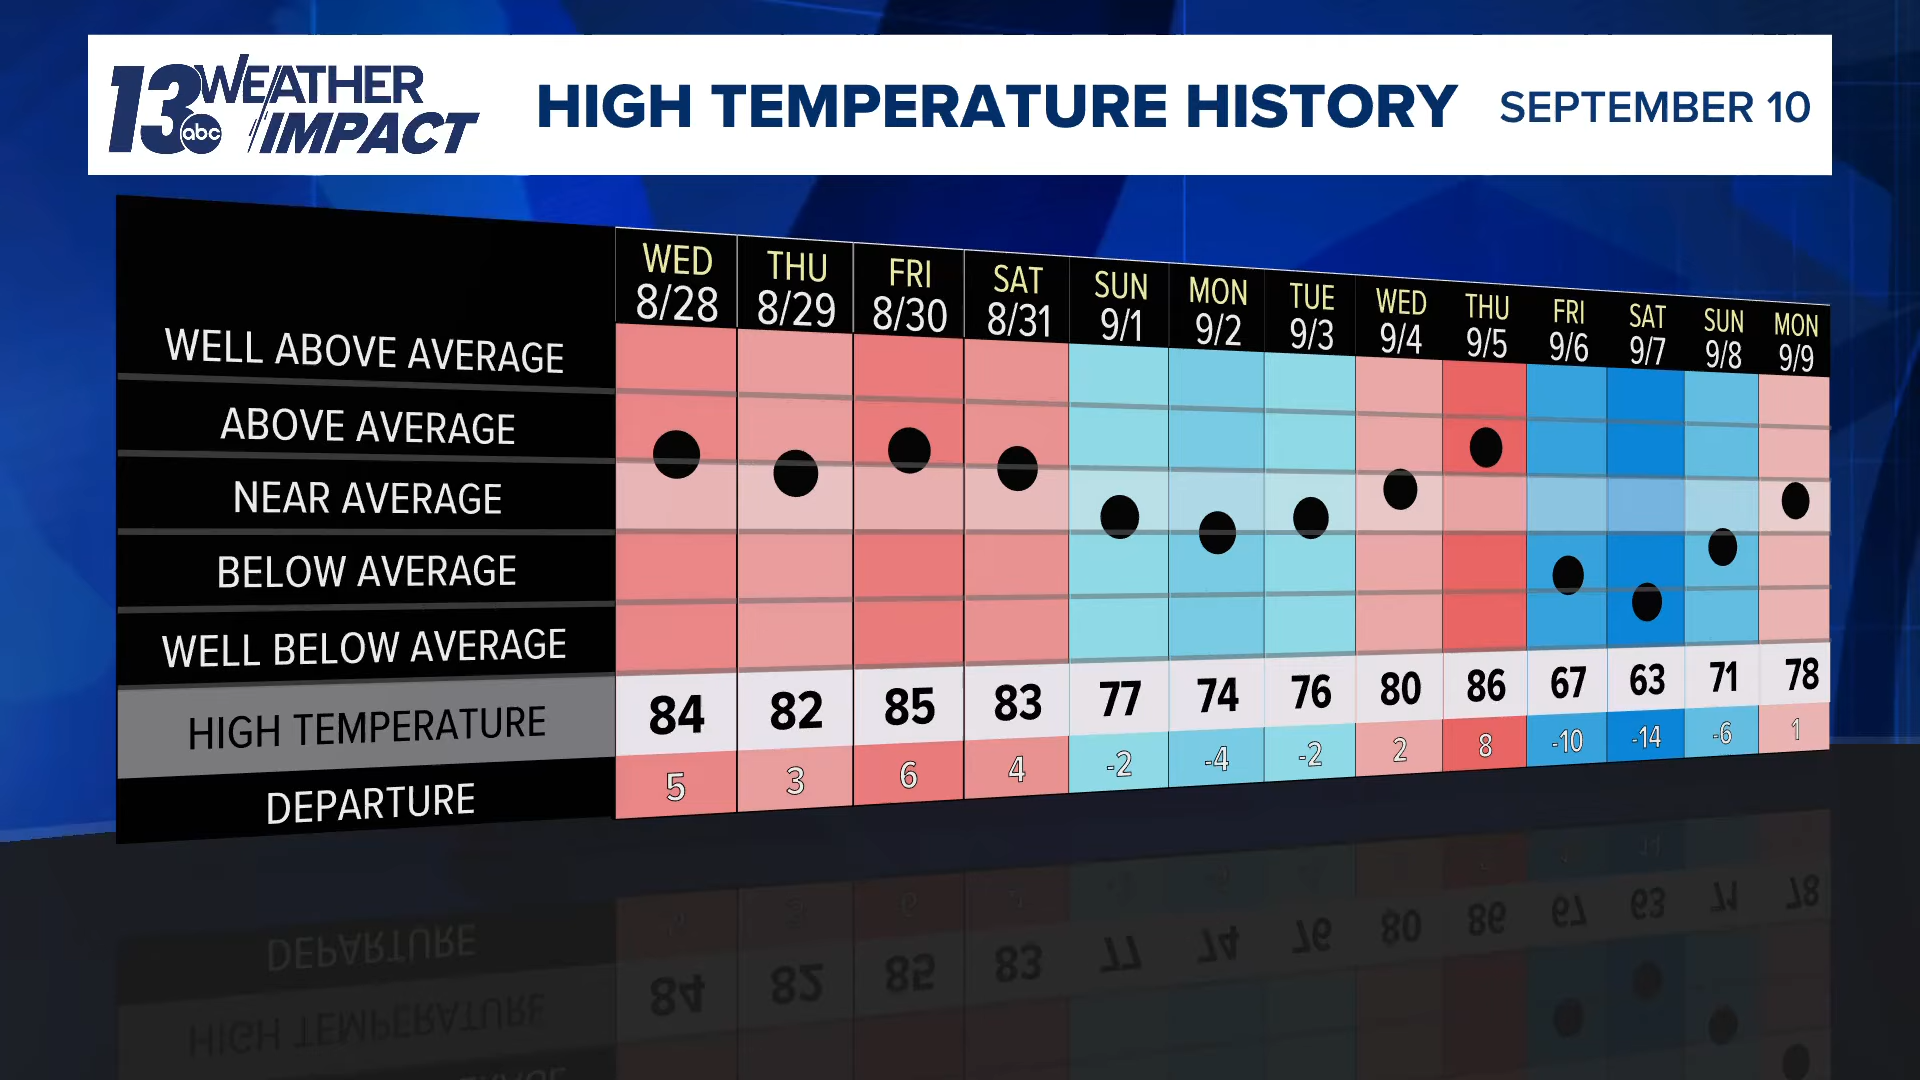 13 WEATHER IMPACT abc
HIGH TEMPERATURE HISTORY SEPTEMBER 10
WED THU FRI SAT SUN MON TUE WED THU FRI SAT SUN MON
8/28 8/29 8/30 8/31 9/1 9/2 9/3 9/4 9/5 9/6 9/7 9/8 9/9
WELL ABOVE AVERAGE
ABOVE AVERAGE
NEAR AVERAGE
BELOW AVERAGE
WELL BELOW AVERAGE
HIGH TEMPERATURE 84 82 85 83 77 74 76 80 86 67 63 71 78
DEPARTURE 5 3 6 4 -2 -4 -2 2 8 -10 -14 -6 1